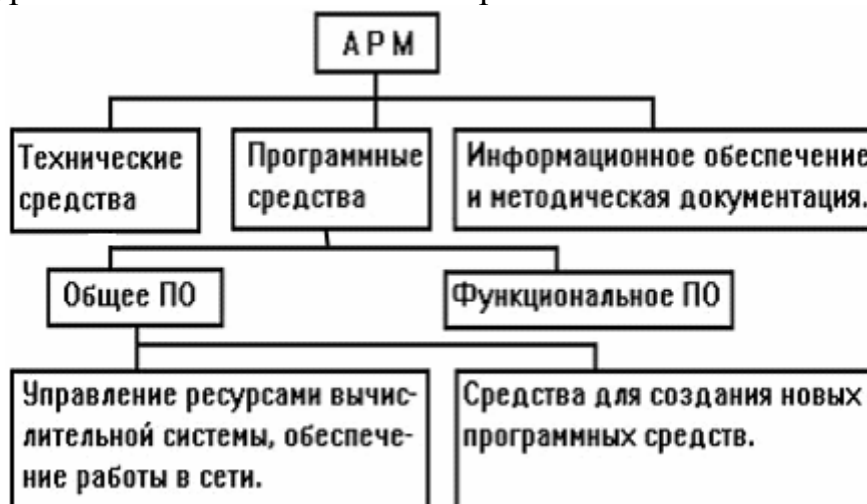 АРМ
Технические
средства
Программные
средства
Информационное обеспечение
и методическая документация.
Общее ПО
Функциональное ПО
Управление ресурсами вычис-
лительной системы, обеспече-
ние работы в сети.
Средства для создания новых
программных средств.